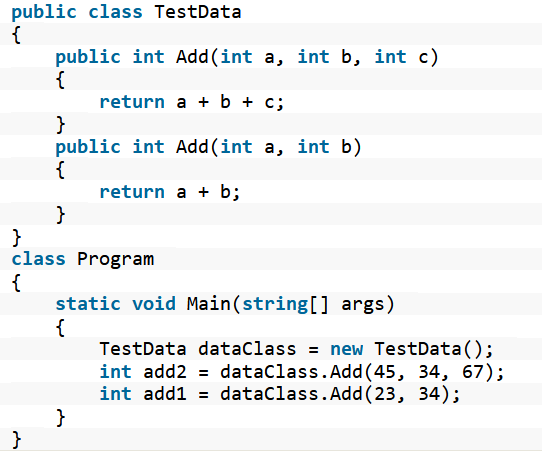 public class TestData
{
    public int Add(int a, int b, int c)
    {
        return a + b + c;
    }
    public int Add(int a, int b)
    {
        return a + b;
    }
}
class Program
{
    static void Main(string[] args)
    {
        TestData dataClass = new TestData();
        int add2 = dataClass.Add(45, 34, 67);
        int add1 = dataClass.Add(23, 34);
    }
}